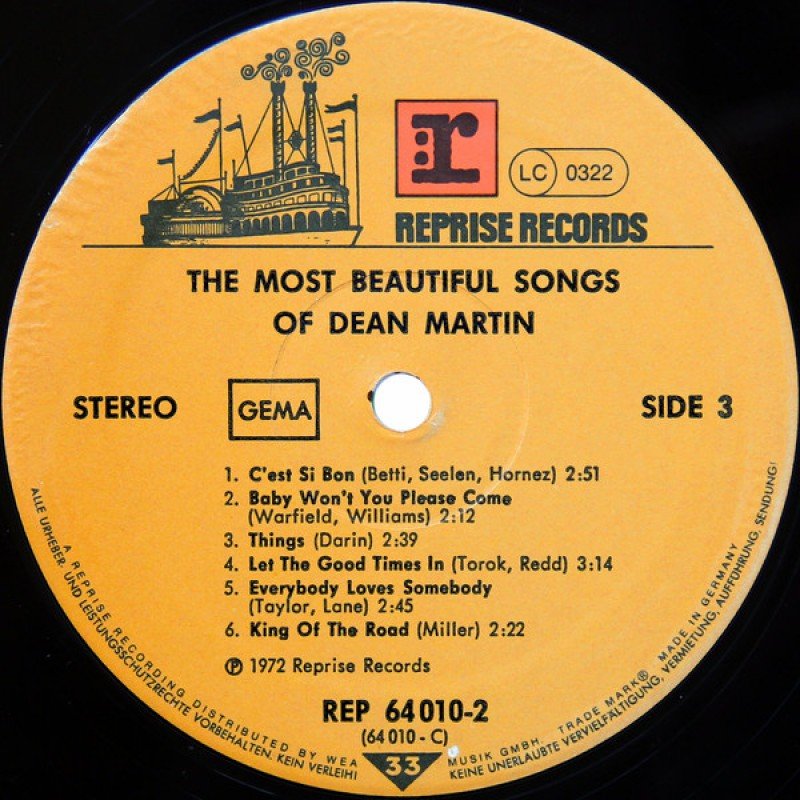 r
LC 0322
REPRISE RECORDS
THE MOST BEAUTIFUL SONGS
OF DEAN MARTIN
STEREO
GEMA
SIDE 3
1. C'est Si Bon (Betti, Seelen, Hornez) 2:51
2. Baby Won't You Please Come
(Warfield, Williams) 2:12
3. Things (Darin) 2:39
4. Let The Good Times In (Torok, Redd) 3:14
5. Everybody Loves Somebody
(Taylor, Lane) 2:45
6. King Of The Road (Miller) 2:22
℗ 1972 Reprise Records
REP 64 010-2
(64 010 - C)
33
A REPRISE RECORDING DISTRIBUTED BY WEA MUSIK GMBH. TRADE MARK® MADE IN GERMANY
ALLE URHEBER- UND LEISTUNGSSCHUTZRECHTE VORBEHALTEN. KEIN VERLEIH! KEINE UNERLAUBTE VERVIELFÄLTIGUNG, VERMIETUNG, AUFFÜHRUNG, SENDUNG!